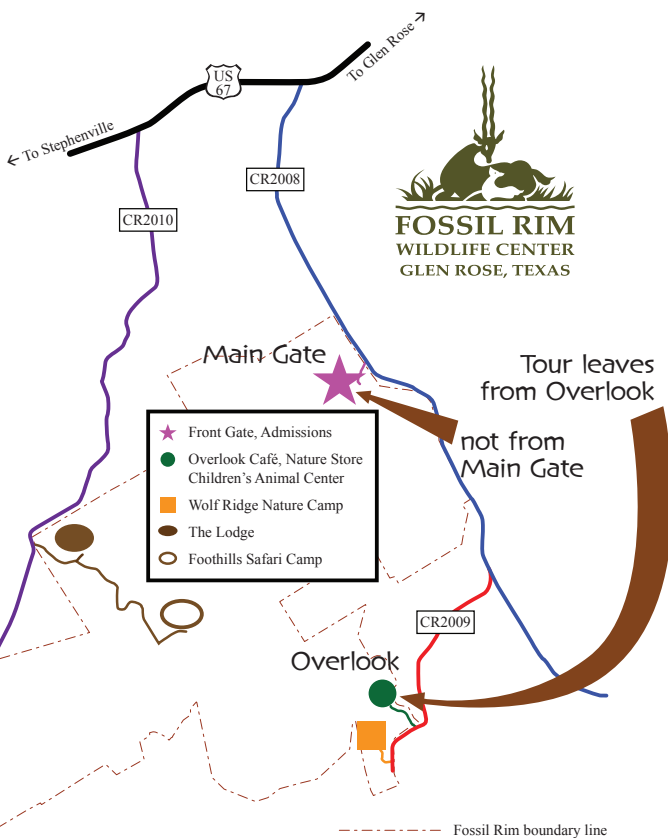 ← To Stephenville
US
67
To Glen Rose →
CR2008
CR2010
FOSSIL RIM
WILDLIFE CENTER
GLEN ROSE, TEXAS
Main Gate
Tour leaves
from Overlook
not from
Main Gate
Front Gate, Admissions
Overlook Café, Nature Store
Children’s Animal Center
Wolf Ridge Nature Camp
The Lodge
Foothills Safari Camp
CR2009
Overlook
Fossil Rim boundary line